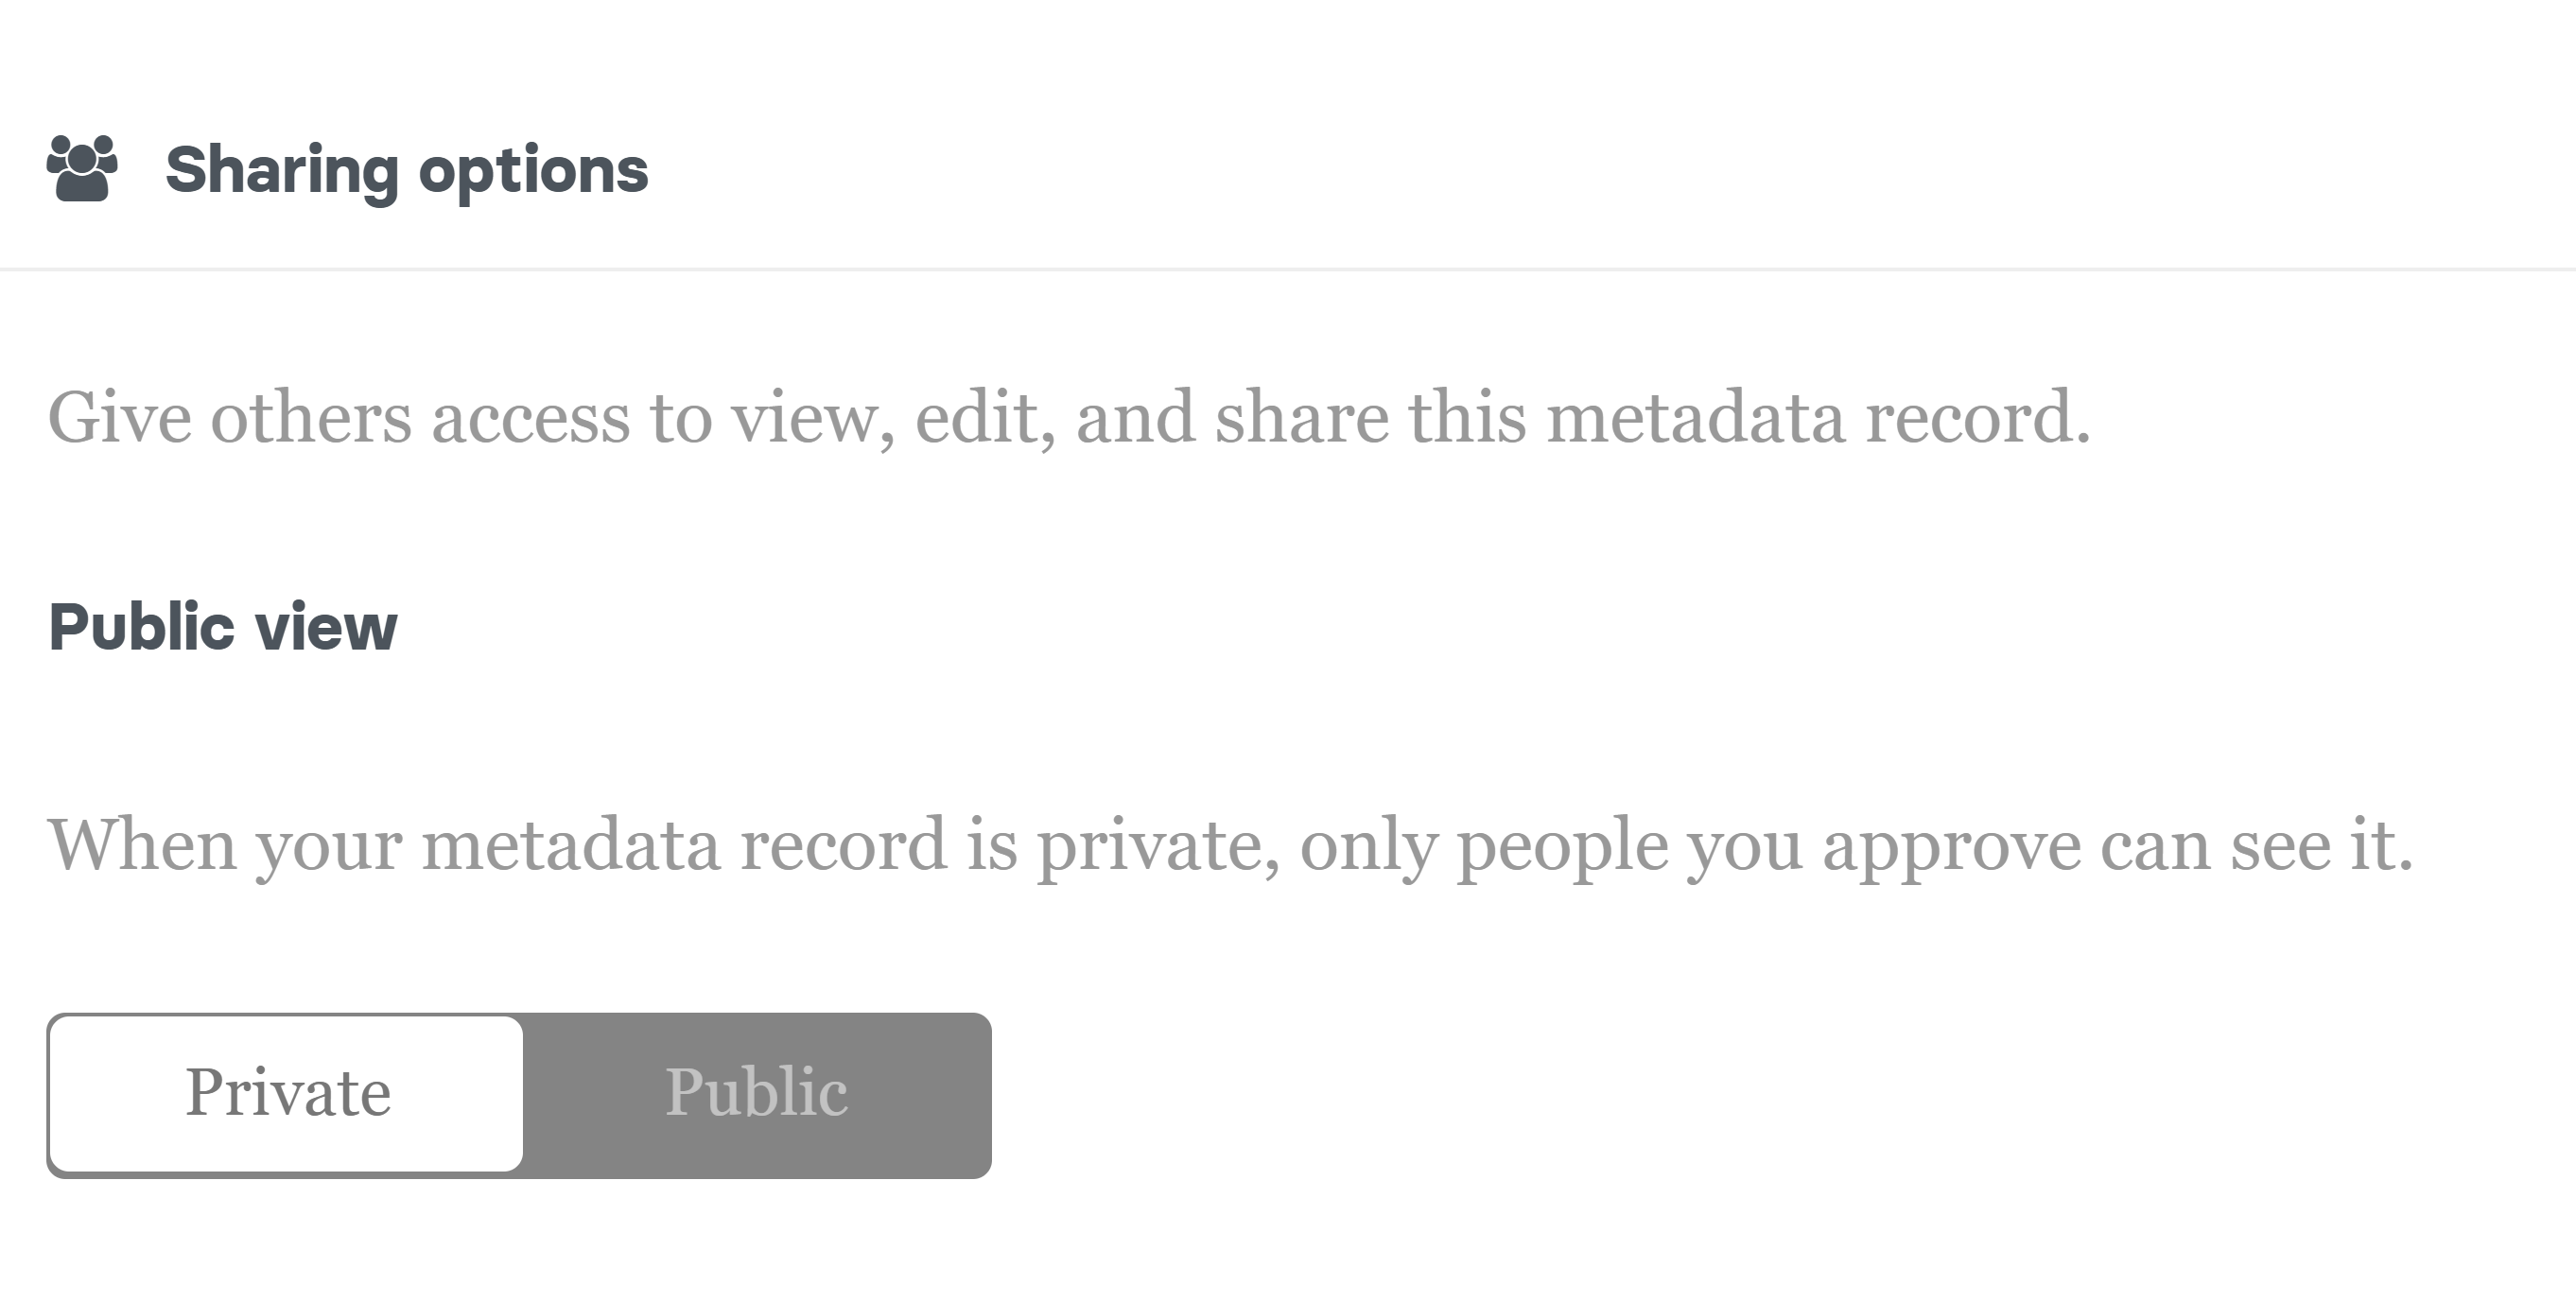 Sharing options
Give others access to view, edit, and share this metadata record.
Public view
When your metadata record is private, only people you approve can see it.
Private Public